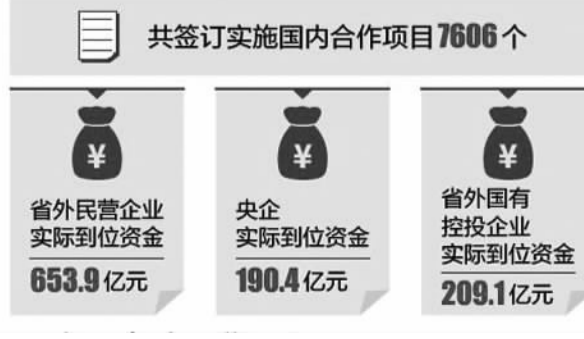 共签订实施国内合作项目7606个
¥
省外民营企业
实际到位资金
653.9亿元
¥
央企
实际到位资金
190.4亿元
¥
省外国有
控投企业
实际到位资金
209.1亿元